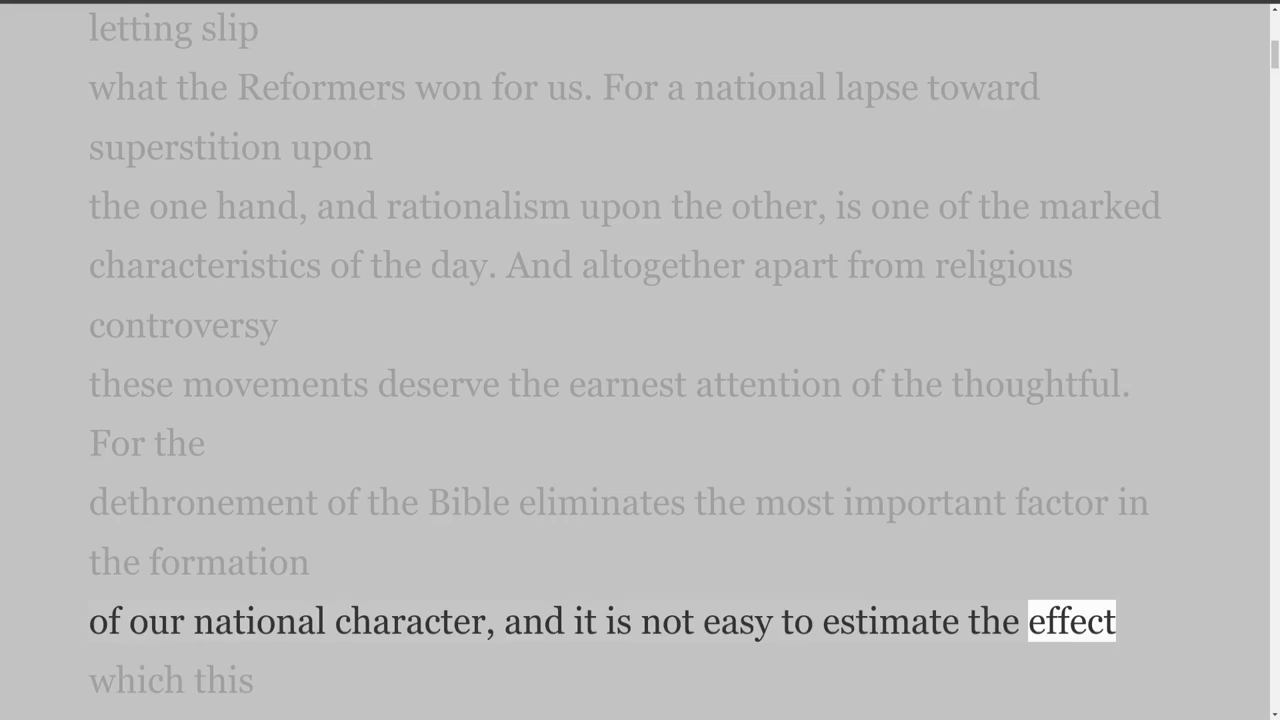 letting slip
what the Reformers won for us. For a national lapse toward
superstition upon
the one hand, and rationalism upon the other, is one of the marked
characteristics of the day. And altogether apart from religious
controversy
these movements deserve the earnest attention of the thoughtful.
For the
dethronement of the Bible eliminates the most important factor in
the formation
of our national character, and it is not easy to estimate the effect
which this